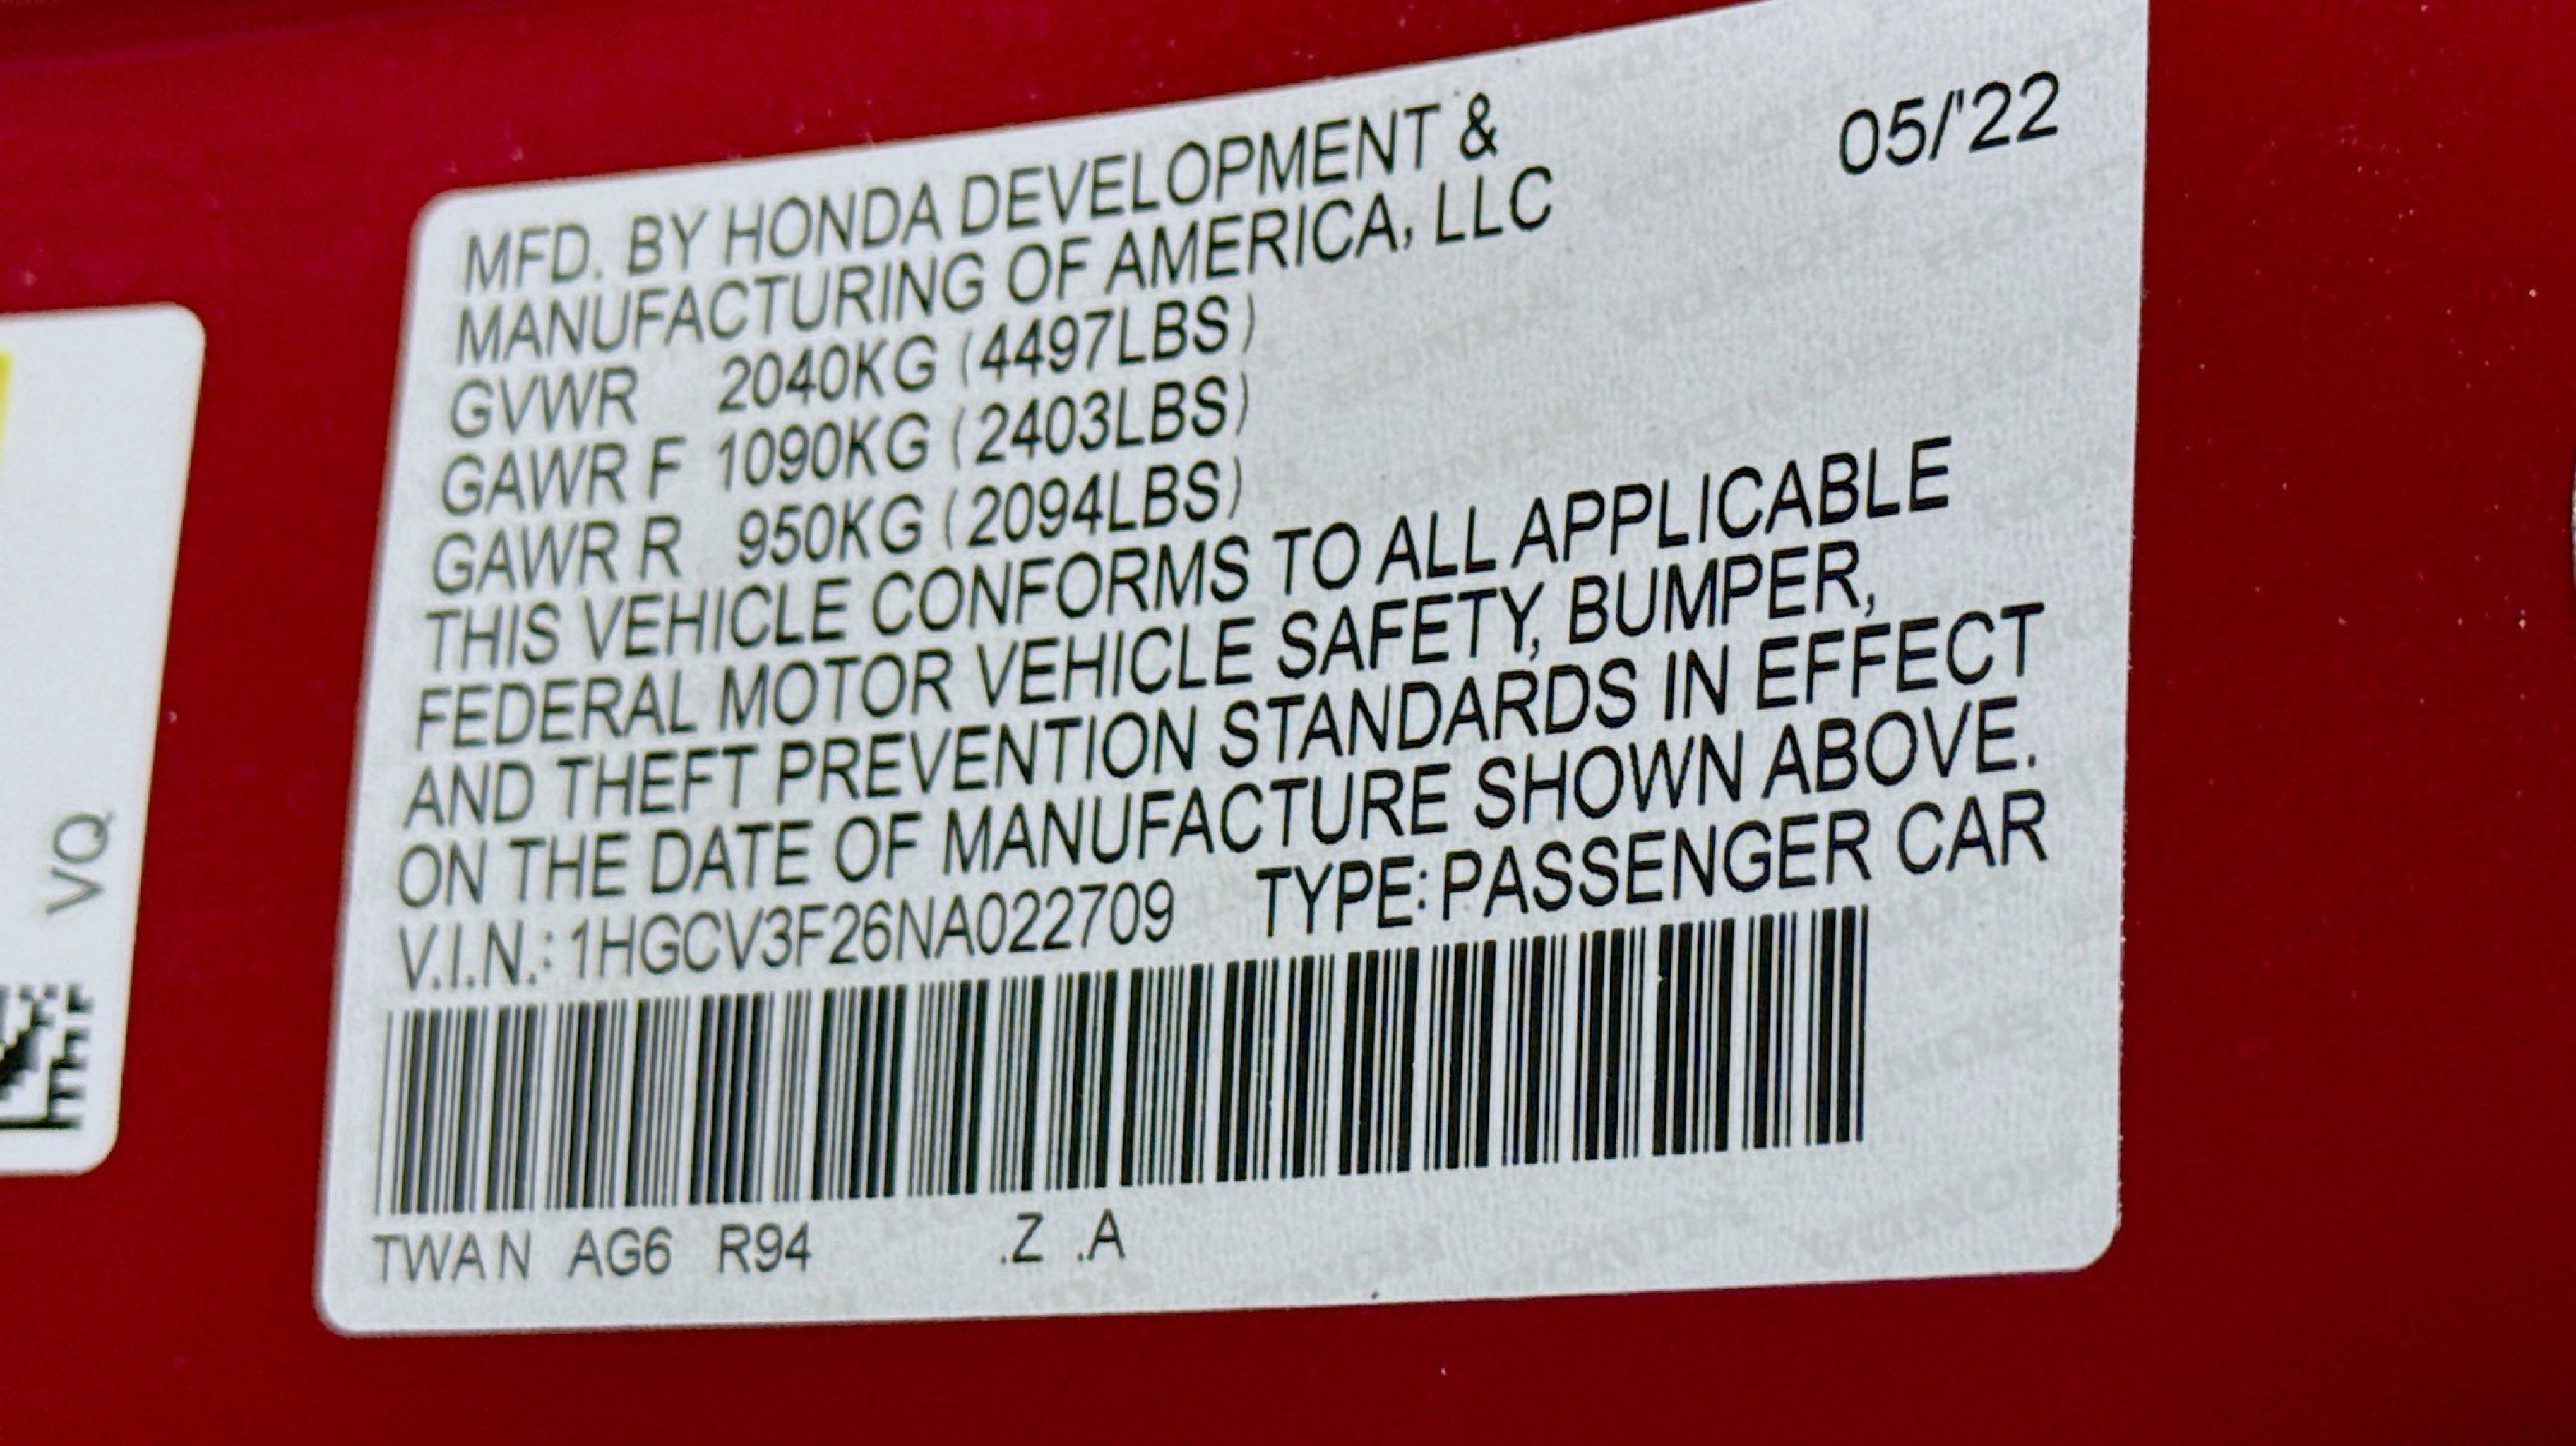 MFD. BY HONDA DEVELOPMENT & 05/'22
MANUFACTURING OF AMERICA, LLC
GVWR 2040KG (4497LBS)
GAWR F 1090KG (2403LBS)
GAWR R 950KG (2094LBS)
THIS VEHICLE CONFORMS TO ALL APPLICABLE
FEDERAL MOTOR VEHICLE SAFETY, BUMPER,
AND THEFT PREVENTION STANDARDS IN EFFECT
ON THE DATE OF MANUFACTURE SHOWN ABOVE.
V.I.N.: 1HGCV3F26NA022709 TYPE: PASSENGER CAR
TWAN AG6 R94 .Z .A
VQ